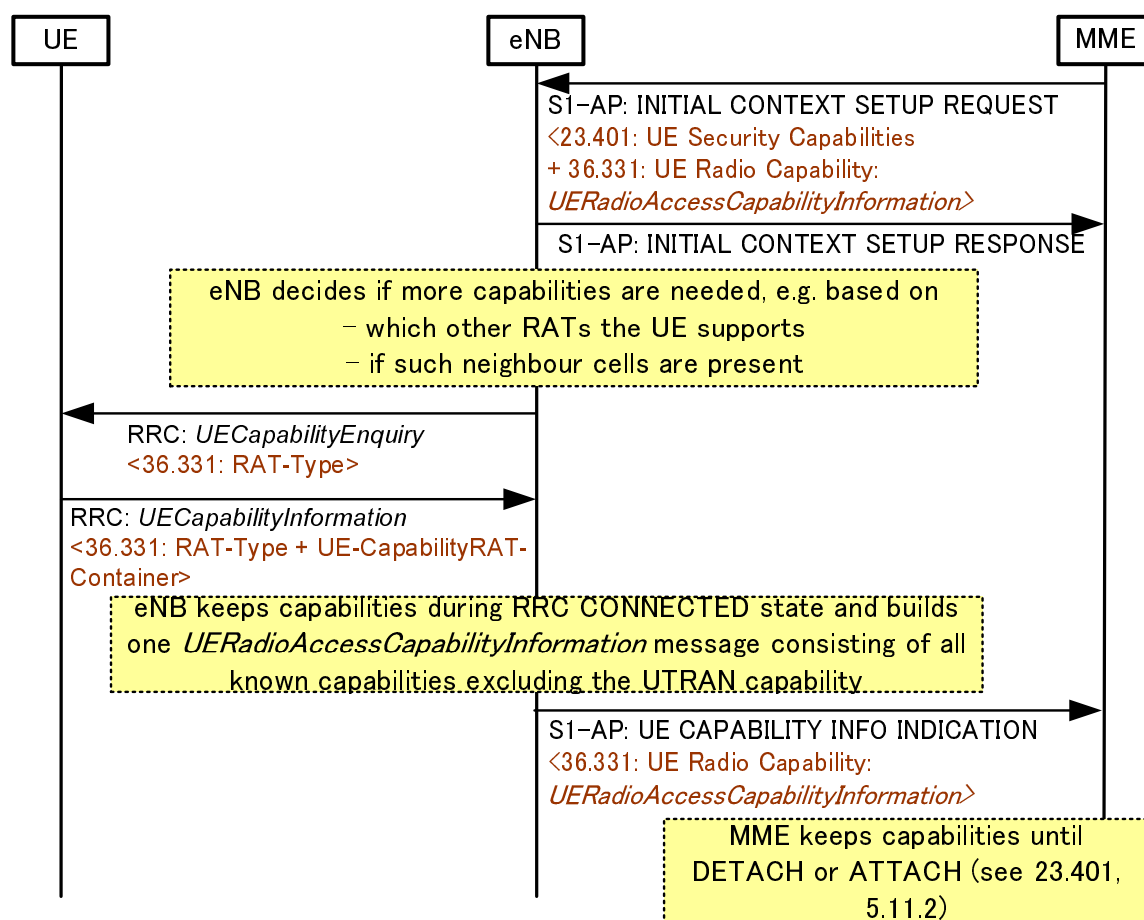 UE
eNB
MME
S1-AP: INITIAL CONTEXT SETUP REQUEST
<23.401: UE Security Capabilities
+ 36.331: UE Radio Capability:
UERadioAccessCapabilityInformation>
S1-AP: INITIAL CONTEXT SETUP RESPONSE
eNB decides if more capabilities are needed, e.g. based on
- which other RATs the UE supports
- if such neighbour cells are present
RRC: UECapabilityEnquiry
<36.331: RAT-Type>
RRC: UECapabilityInformation
<36.331: RAT-Type + UE-CapabilityRAT-
Container>
eNB keeps capabilities during RRC CONNECTED state and builds
one UERadioAccessCapabilityInformation message consisting of all
known capabilities excluding the UTRAN capability
S1-AP: UE CAPABILITY INFO INDICATION
<36.331: UE Radio Capability:
UERadioAccessCapabilityInformation>
MME keeps capabilities until
DETACH or ATTACH (see 23.401,
5.11.2)